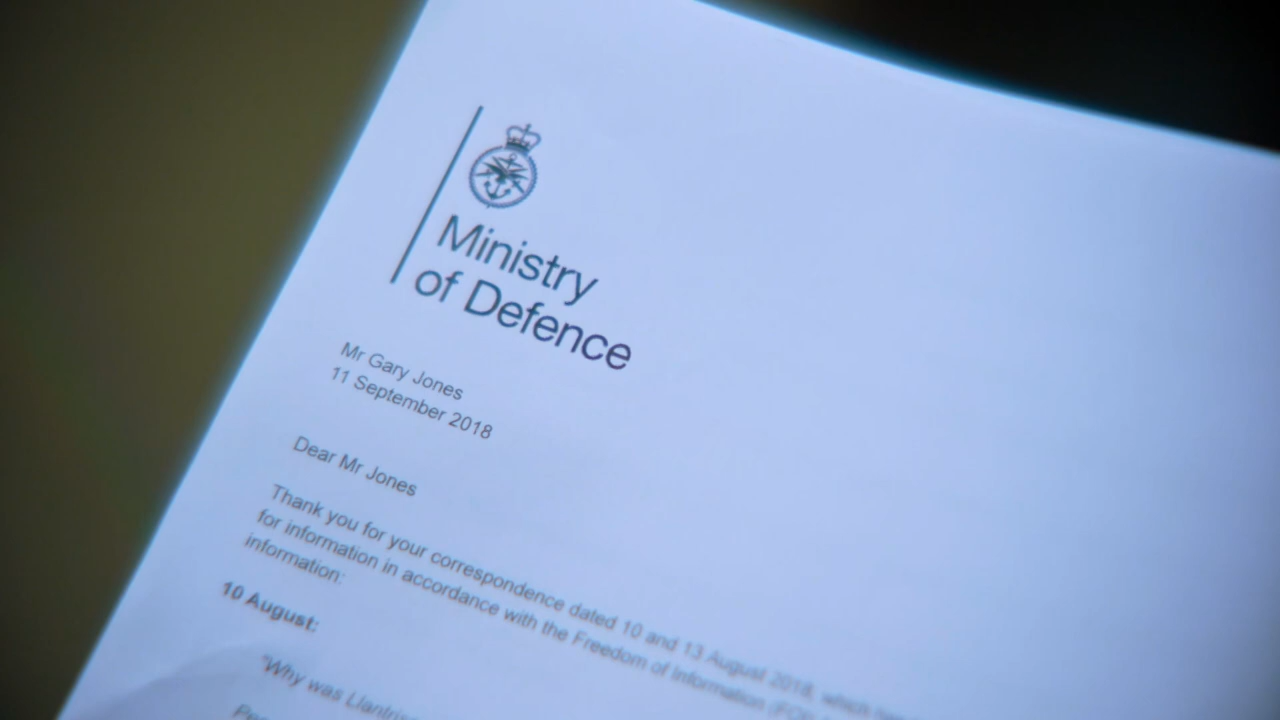 Ministry
of Defence
Mr Gary Jones
11 September 2018
Dear Mr Jones
Thank you for your correspondence dated 10 and 13 August 2018, which
for information in accordance with the Freedom of Information
information:
10 August:
"Why was